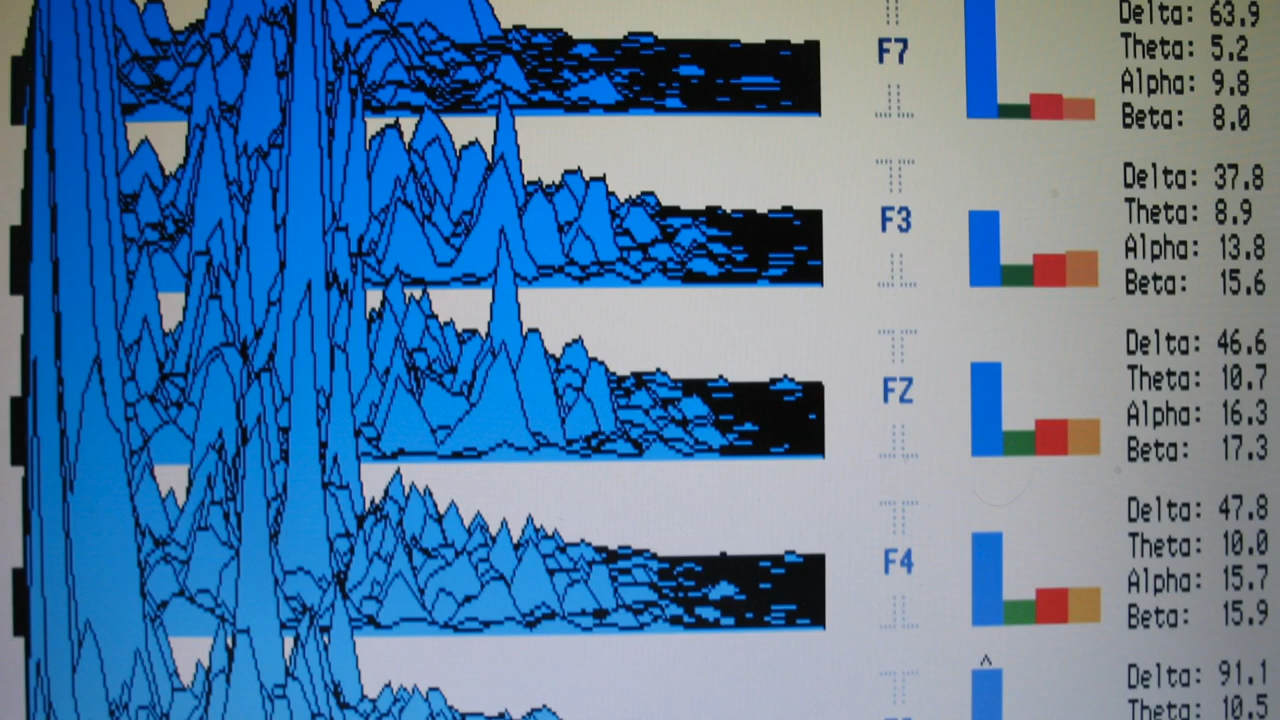 F7
Delta: 63.9
Theta: 5.2
Alpha: 9.8
Beta: 8.0
F3
Delta: 37.8
Theta: 8.9
Alpha: 13.8
Beta: 15.6
FZ
Delta: 46.6
Theta: 10.7
Alpha: 16.3
Beta: 17.3
F4
Delta: 47.8
Theta: 10.0
Alpha: 15.7
Beta: 15.9
^
Delta: 91.1
Theta: 10.5